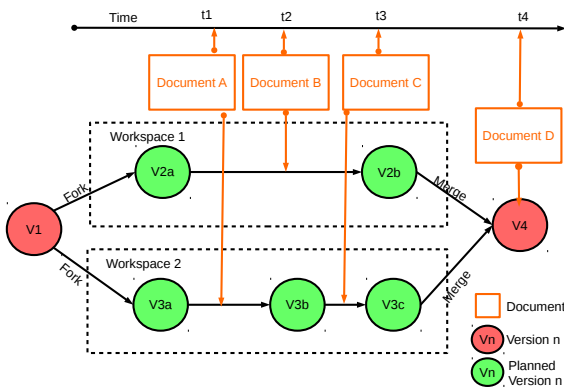 Time
t1
t2
t3
t4
Document A
Document B
Document C
Document D
Workspace 1
V2a
V2b
Fork
Merge
V1
V4
Workspace 2
Fork
V3a
V3b
V3c
Merge
Document
Vn Version n
Vn Planned
Version n